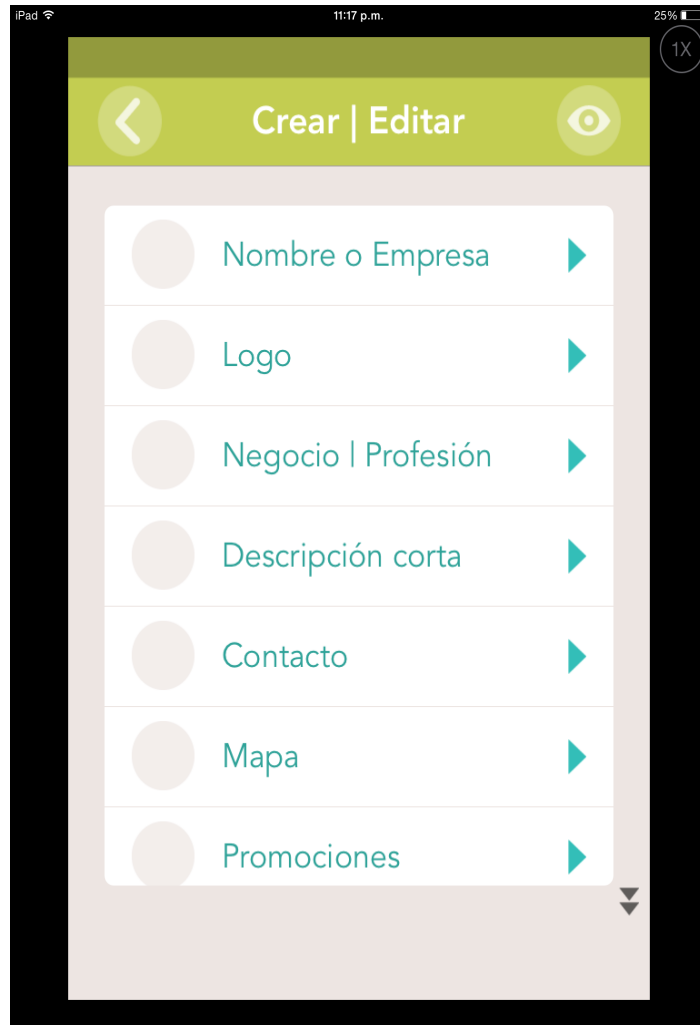 iPad 11:17 p.m. 25%
1X
Crear | Editar
Nombre o Empresa
Logo
Negocio | Profesión
Descripción corta
Contacto
Mapa
Promociones